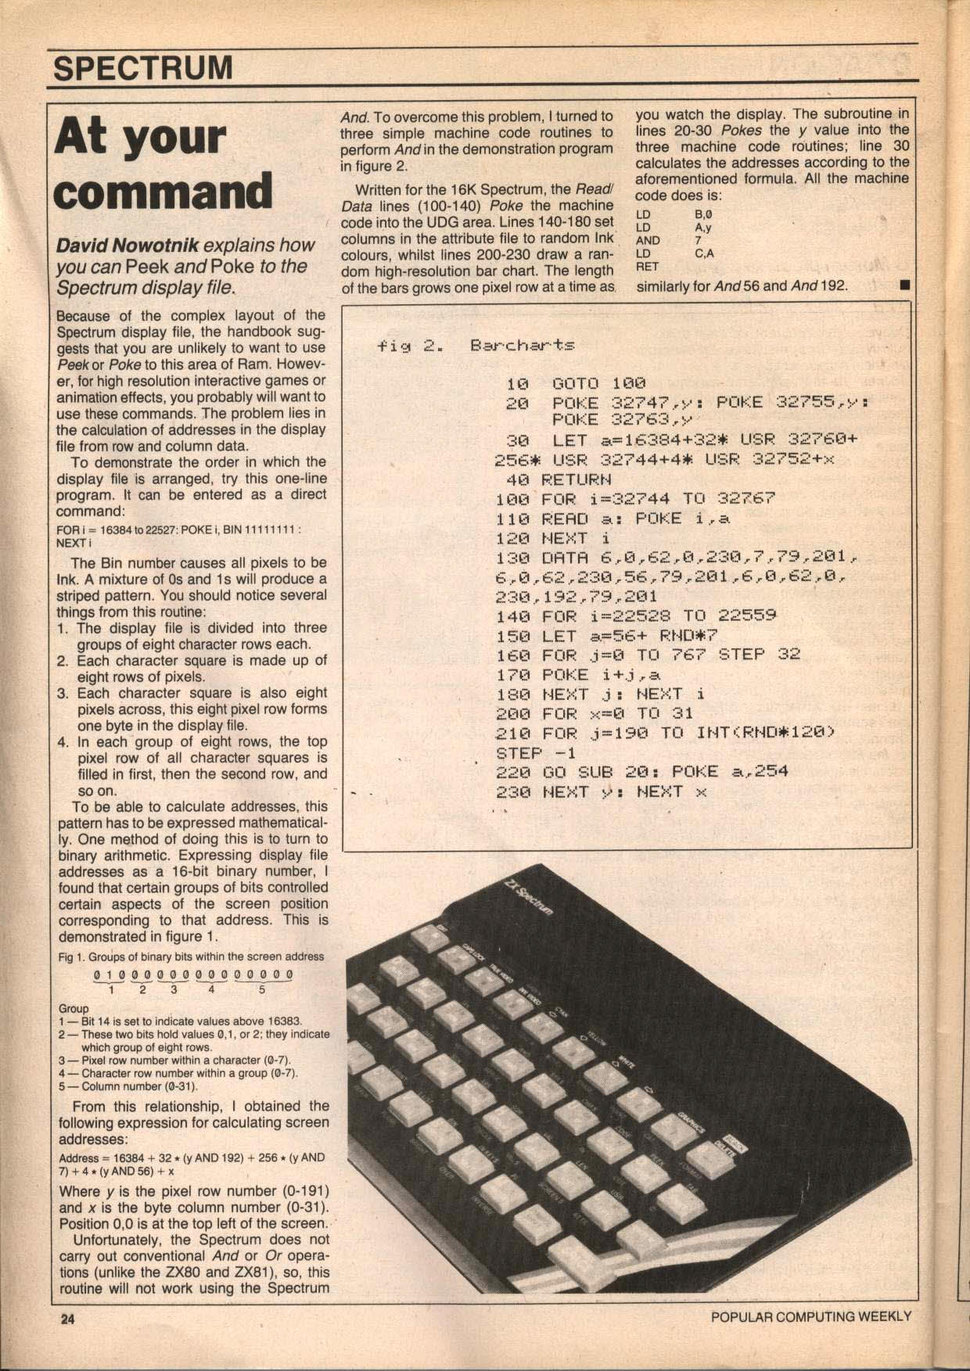 SPECTRUM
At your
command
David Nowotnik explains how
you can Peek and Poke to the
Spectrum display file.
Because of the complex layout of the
Spectrum display file, the handbook sug-
gests that you are unlikely to want to use
Peek or Poke to this area of Ram. Howev-
er, for high resolution interactive games or
animation effects, you probably will want to
use these commands. The problem lies in
the calculation of addresses in the display
file from row and column data.
To demonstrate the order in which the
display file is arranged, try this one-line
program. It can be entered as a direct
command:
FOR i = 16384 to 22527: POKE i, BIN 11111111 :
NEXT i
The Bin number causes all pixels to be
Ink. A mixture of 0s and 1s will produce a
striped pattern. You should notice several
things from this routine:
1. The display file is divided into three
groups of eight character rows each.
2. Each character square is made up of
eight rows of pixels.
3. Each character square is also eight
pixels across, this eight pixel row forms
one byte in the display file.
4. In each group of eight rows, the top
pixel row of all character squares is
filled in first, then the second row, and
so on.
To be able to calculate addresses, this
pattern has to be expressed mathematical-
ly. One method of doing this is to turn to
binary arithmetic. Expressing display file
addresses as a 16-bit binary number, I
found that certain groups of bits controlled
certain aspects of the screen position
corresponding to that address. This is
demonstrated in figure 1.
Fig 1. Groups of binary bits within the screen address
0 1 0 0 0 0 0 0 0 0 0 0 0 0 0 0
1 2 3 4 5
Group
1 — Bit 14 is set to indicate values above 16383.
2 — These two bits hold values 0,1, or 2; they indicate
which group of eight rows.
3 — Pixel row number within a character (0-7).
4 — Character row number within a group (0-7).
5 — Column number (0-31).
From this relationship, I obtained the
following expression for calculating screen
addresses:
Address = 16384 + 32 * (y AND 192) + 256 * (y AND
7) + 4 * (y AND 56) + x
Where y is the pixel row number (0-191)
and x is the byte column number (0-31).
Position 0,0 is at the top left of the screen.
Unfortunately, the Spectrum does not
carry out conventional And or Or opera-
tions (unlike the ZX80 and ZX81), so, this
routine will not work using the Spectrum
And. To overcome this problem, I turned to
three simple machine code routines to
perform And in the demonstration program
in figure 2.
Written for the 16K Spectrum, the Read/
Data lines (100-140) Poke the machine
code into the UDG area. Lines 140-180 set
columns in the attribute file to random Ink
colours, whilst lines 200-230 draw a ran-
dom high-resolution bar chart. The length
of the bars grows one pixel row at a time as
you watch the display. The subroutine in
lines 20-30 Pokes the y value into the
three machine code routines; line 30
calculates the addresses according to the
aforementioned formula. All the machine
code does is:
LD B,0
LD A,y
AND 7
LD C,A
RET
similarly for And 56 and And 192. ■
fig 2. Barcharts
10 GOTO 100
20 POKE 32747,y: POKE 32755,y:
POKE 32763,y
30 LET a=16384+32* USR 32760+
256* USR 32744+4* USR 32752+x
40 RETURN
100 FOR i=32744 TO 32767
110 READ a: POKE i,a
120 NEXT i
130 DATA 6,0,62,0,230,7,79,201,
6,0,62,230,56,79,201,6,0,62,0,
230,192,79,201
140 FOR i=22528 TO 22559
150 LET a=56+ RND*7
160 FOR j=0 TO 767 STEP 32
170 POKE i+j,a
180 NEXT j: NEXT i
200 FOR x=0 TO 31
210 FOR j=190 TO INT(RND*120)
STEP -1
220 GO SUB 20: POKE a,254
230 NEXT y: NEXT x
ZX Spectrum
CAPS LOCK
TRUE VIDEO
INV VIDEO
GRAPHICS
DELETE
24
POPULAR COMPUTING WEEKLY